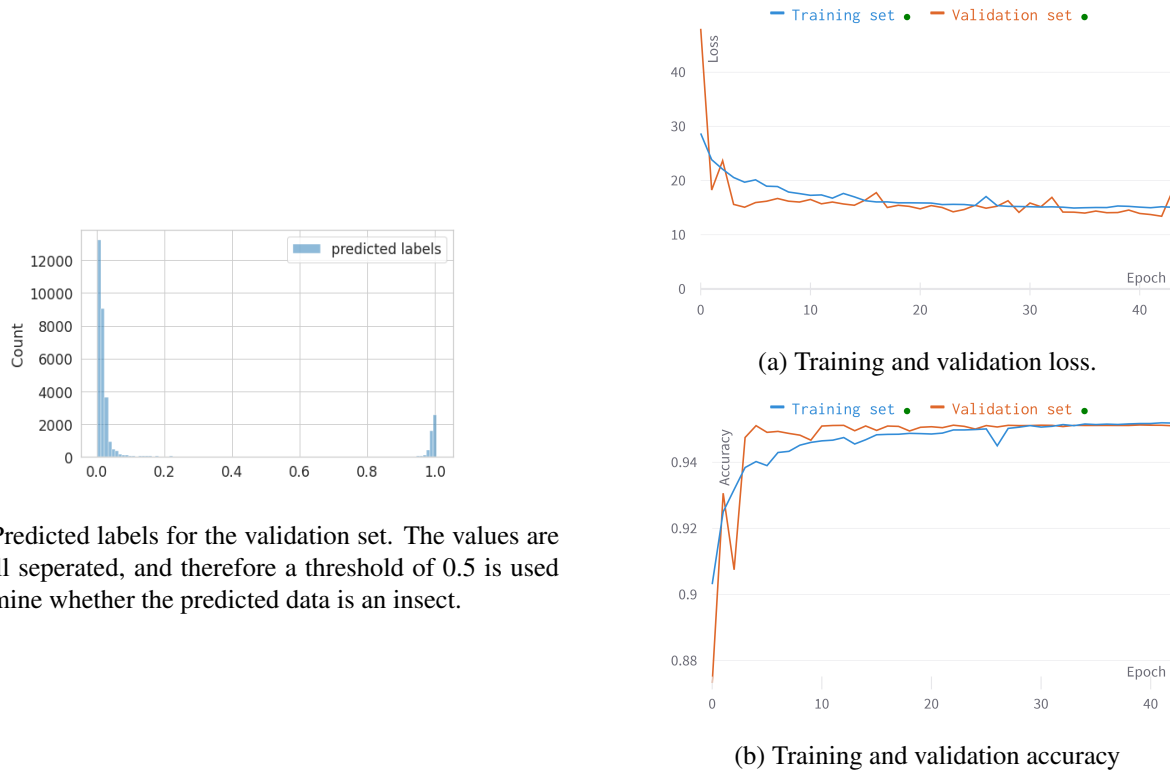 predicted labels
12000
10000
8000
6000
4000
2000
0
Count
0.0 0.2 0.4 0.6 0.8 1.0
Predicted labels for the validation set. The values are
ll seperated, and therefore a threshold of 0.5 is used
mine whether the predicted data is an insect.
Training set Validation set
Loss
40
30
20
10
0
Epoch
0 10 20 30 40
(a) Training and validation loss.
Training set Validation set
Accuracy
0.94
0.92
0.9
0.88
Epoch
0 10 20 30 40
(b) Training and validation accuracy